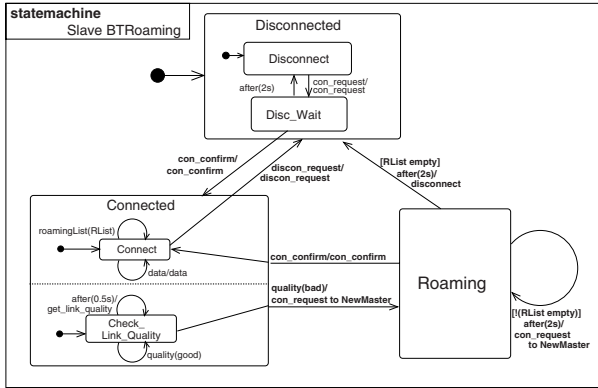 statemachine
Slave BTRoaming
Disconnected
Disconnect
after(2s)
con_request/
con_request
Disc_Wait
con_confirm/
con_confirm
discon_request/
discon_request
[RList empty]
after(2s)/
disconnect
Connected
roamingList(RList)
Connect
data/data
con_confirm/con_confirm
Roaming
quality(bad)/
con_request to NewMaster
after(0.5s)/
get_link_quality
Check_
Link_Quality
quality(good)
[!(RList empty)]
after(2s)/
con_request
to NewMaster